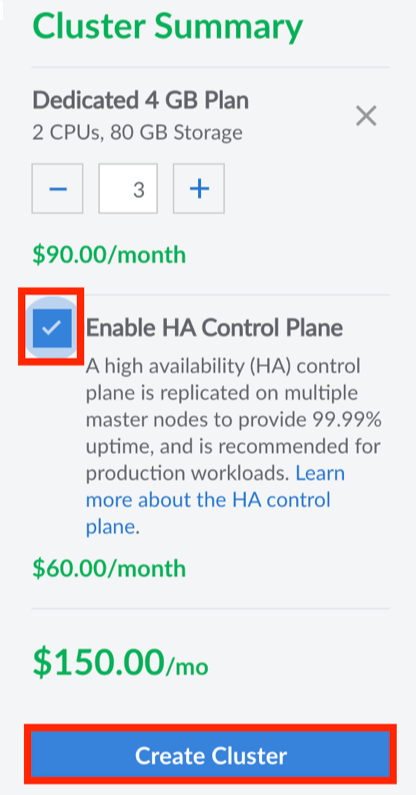 Cluster Summary
Dedicated 4 GB Plan
2 CPUs, 80 GB Storage
3
$90.00/month
Enable HA Control Plane
A high availability (HA) control
plane is replicated on multiple
master nodes to provide 99.99%
uptime, and is recommended for
production workloads. Learn
more about the HA control
plane.
$60.00/month
$150.00/mo
Create Cluster